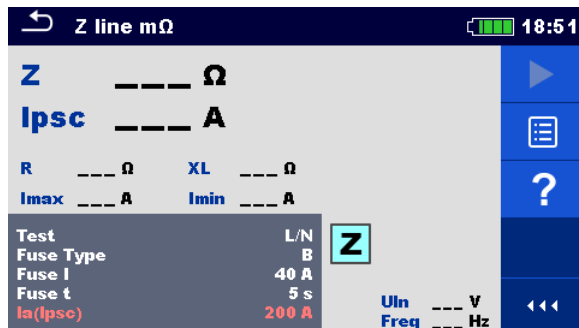 Z line mΩ 18:51
Z ___ Ω
Ipsc ___ A
R ___ Ω XL ___ Ω
Imax ___ A Imin ___ A
Test L/N
Fuse Type B
Fuse I 40 A
Fuse t 5 s
Ia(Ipsc) 200 A
Z
Uln ___ V
Freq ___ Hz
?